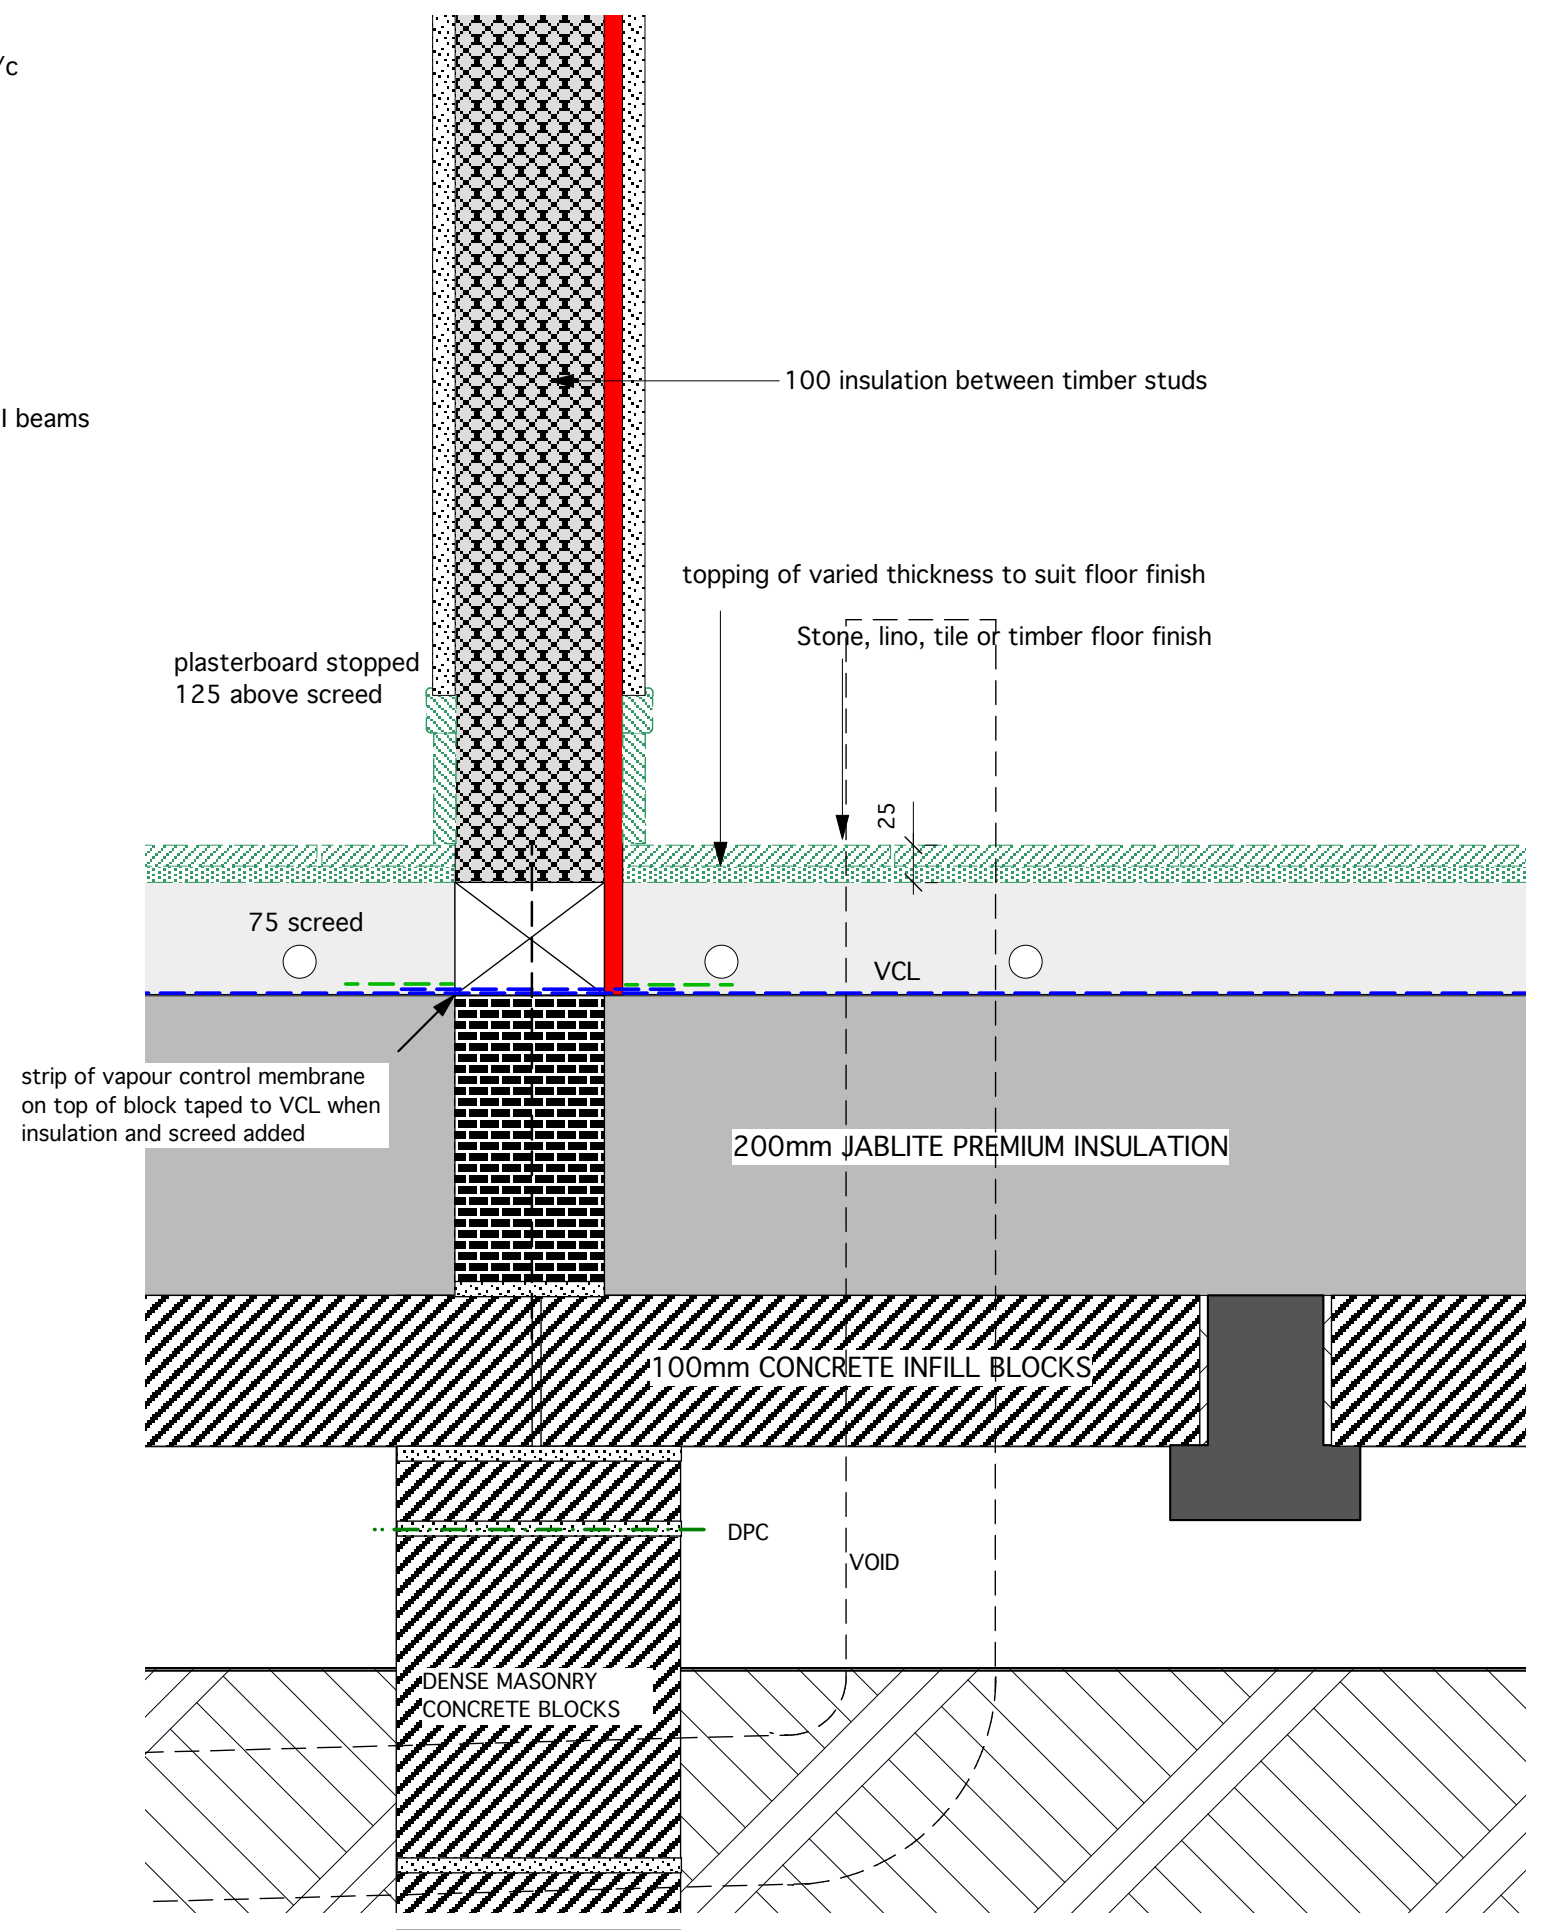 /c
100 insulation between timber studs
I beams
topping of varied thickness to suit floor finish
Stone, lino, tile or timber floor finish
plasterboard stopped
125 above screed
25
75 screed
VCL
strip of vapour control membrane
on top of block taped to VCL when
insulation and screed added
200mm JABLITE PREMIUM INSULATION
100mm CONCRETE INFILL BLOCKS
DPC
VOID
DENSE MASONRY
CONCRETE BLOCKS